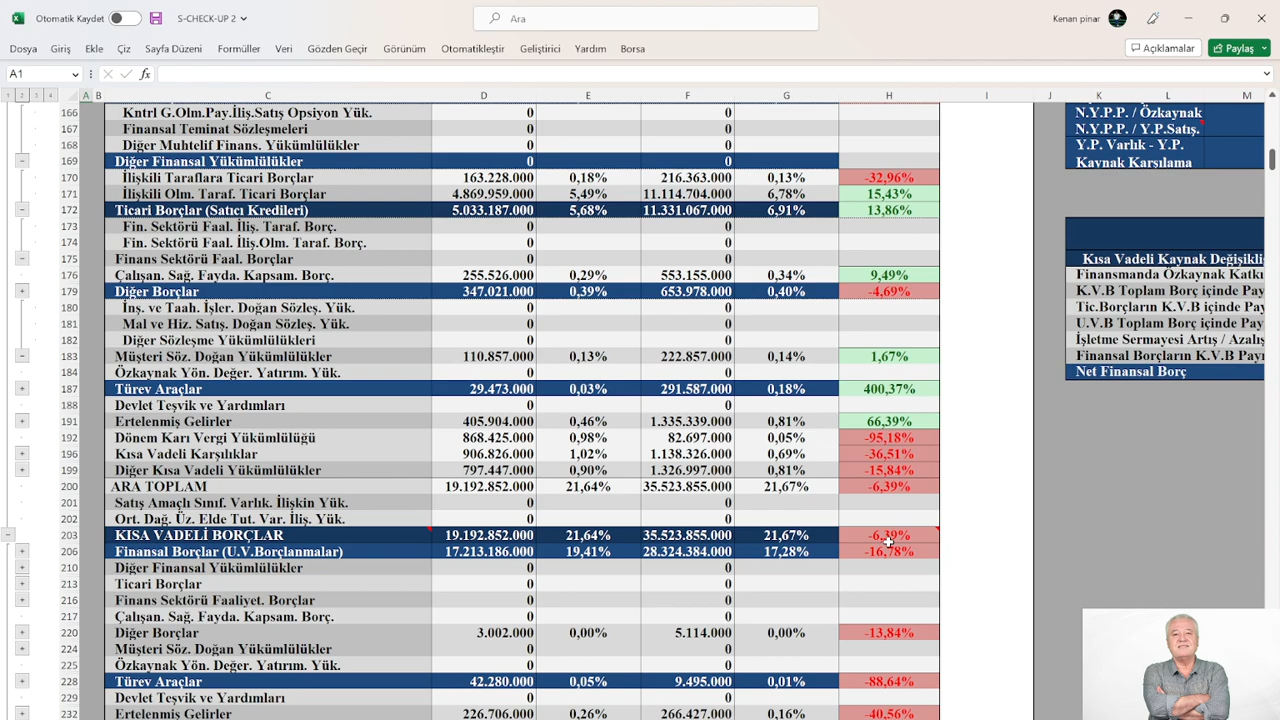 Otomatik Kaydet S-CHECK-UP 2 Ara Kenan pinar
Dosya Giriş Ekle Çiz Sayfa Düzeni Formüller Veri Gözden Geçir Görünüm Otomatikleştir Geliştirici Yardım Borsa Açıklamalar Paylaş
A1 fx
1 2 3 4 A B C D E F G H I J K L M
166 Kntrl G.Olm.Pay.İliş.Satış Opsiyon Yük. 0 0
167 Finansal Teminat Sözleşmeleri 0 0
168 Diğer Muhtelif Finans. Yükümlülükler 0 0
169 Diğer Finansal Yükümlülükler 0 0
170 İlişkili Taraflara Ticari Borçlar 163.228.000 0,18% 216.363.000 0,13% -32,96%
171 İlişkili Olm. Taraf. Ticari Borçlar 4.869.959.000 5,49% 11.114.704.000 6,78% 15,43%
172 Ticari Borçlar (Satıcı Kredileri) 5.033.187.000 5,68% 11.331.067.000 6,91% 13,86%
173 Fin. Sektörü Faal. İliş. Taraf. Borç. 0 0
174 Fin. Sektörü Faal. İliş.Olm. Taraf. Borç. 0 0
175 Finans Sektörü Faal. Borçlar 0 0
176 Çalışan. Sağ. Fayda. Kapsam. Borç. 255.526.000 0,29% 553.155.000 0,34% 9,49%
179 Diğer Borçlar 347.021.000 0,39% 653.978.000 0,40% -4,69%
180 İnş. ve Taah. İşler. Doğan Sözleş. Yük. 0 0
181 Mal ve Hiz. Satış. Doğan Sözleş. Yük. 0 0
182 Diğer Sözleşme Yükümlülükleri 0 0
183 Müşteri Söz. Doğan Yükümlülükler 110.857.000 0,13% 222.857.000 0,14% 1,67%
184 Özkaynak Yön. Değer. Yatırım. Yük. 0 0
187 Türev Araçlar 29.473.000 0,03% 291.587.000 0,18% 400,37%
188 Devlet Teşvik ve Yardımları 0 0
191 Ertelenmiş Gelirler 405.904.000 0,46% 1.335.339.000 0,81% 66,39%
192 Dönem Karı Vergi Yükümlülüğü 868.425.000 0,98% 82.697.000 0,05% -95,18%
196 Kısa Vadeli Karşılıklar 906.826.000 1,02% 1.138.326.000 0,69% -36,51%
199 Diğer Kısa Vadeli Yükümlülükler 797.447.000 0,90% 1.326.997.000 0,81% -15,84%
200 ARA TOPLAM 19.192.852.000 21,64% 35.523.855.000 21,67% -6,39%
201 Satış Amaçlı Sınıf. Varlık. İlişkin Yük. 0 0
202 Ort. Dağ. Üz. Elde Tut. Var. İliş. Yük. 0 0
203 KISA VADELİ BORÇLAR 19.192.852.000 21,64% 35.523.855.000 21,67% -6,39%
206 Finansal Borçlar (U.V.Borçlanmalar) 17.213.186.000 19,41% 28.324.384.000 17,28% -16,78%
210 Diğer Finansal Yükümlülükler 0 0
213 Ticari Borçlar 0 0
216 Finans Sektörü Faaliyet. Borçlar 0 0
217 Çalışan. Sağ. Fayda. Kapsam. Borç. 0 0
220 Diğer Borçlar 3.002.000 0,00% 5.114.000 0,00% -13,84%
224 Müşteri Söz. Doğan Yükümlülükler 0 0
225 Özkaynak Yön. Değer. Yatırım. Yük. 0 0
228 Türev Araçlar 42.280.000 0,05% 9.495.000 0,01% -88,64%
229 Devlet Teşvik ve Yardımları 0 0
232 Ertelenmiş Gelirler 226.706.000 0,26% 266.427.000 0,16% -40,56%
N.Y.P.P. / Özkaynak
N.Y.P.P. / Y.P.Satış.
Y.P. Varlık - Y.P.
Kaynak Karşılama
Kısa Vadeli Kaynak Değişikli
Finansmanda Özkaynak Katkı
K.V.B Toplam Borç içinde Pay
Tic.Borçların K.V.B içinde Pay
U.V.B Toplam Borç içinde Pay
İşletme Sermayesi Artış / Azalış
Finansal Borçların K.V.B Payı
Net Finansal Borç